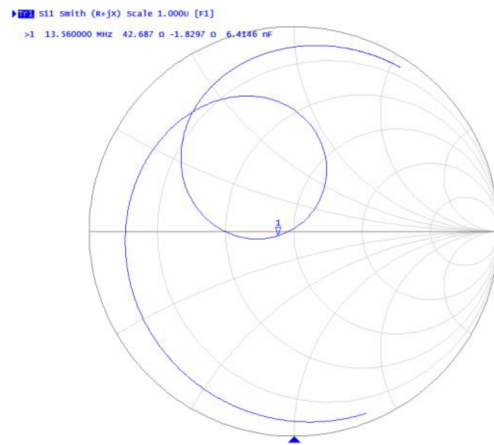 ▶Tr1 S11 Smith (R+jX) Scale 1.000U [F1]
>1 13.560000 MHz 42.687 Ω -1.8297 Ω 6.4146 nF
1